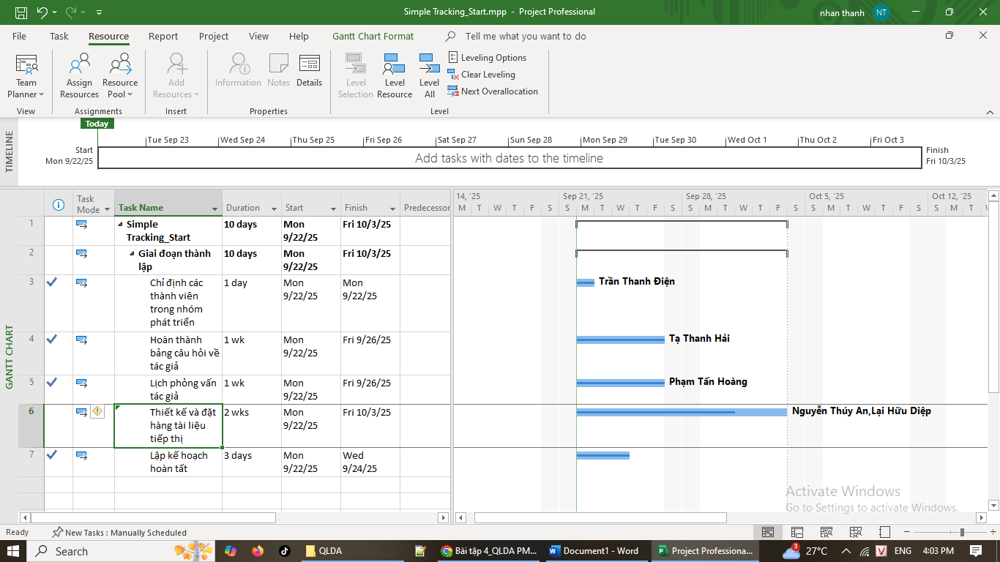 Simple Tracking_Start.mpp - Project Professional
nhan thanh NT
File Task Resource Report Project View Help Gantt Chart Format Tell me what you want to do
Team Planner
View
Assign Resources
Resource Pool
Assignments
Add Resources
Insert
Information
Notes
Details
Properties
Level Selection
Level Resource
Level All
Leveling Options
Clear Leveling
Next Overallocation
Level
TIMELINE
Today
Tue Sep 23 Wed Sep 24 Thu Sep 25 Fri Sep 26 Sat Sep 27 Sun Sep 28 Mon Sep 29 Tue Sep 30 Wed Oct 1 Thu Oct 2 Fri Oct 3
Start
Mon 9/22/25
Add tasks with dates to the timeline
Finish
Fri 10/3/25
GANTT CHART
Task Mode Task Name Duration Start Finish Predecessor
14, '25 Sep 21, '25 Sep 28, '25 Oct 5, '25 Oct 12, '25
M T W T F S S M T W T F S S M T W T F S S M T W T F S S M T W
1 Simple Tracking_Start 10 days Mon 9/22/25 Fri 10/3/25
2 Giai đoạn thành lập 10 days Mon 9/22/25 Fri 10/3/25
3 Chỉ định các thành viên trong nhóm phát triển 1 day Mon 9/22/25 Mon 9/22/25
Trần Thanh Điện
4 Hoàn thành bảng câu hỏi về tác giả 1 wk Mon 9/22/25 Fri 9/26/25
Tạ Thanh Hải
5 Lịch phỏng vấn tác giả 1 wk Mon 9/22/25 Fri 9/26/25
Phạm Tấn Hoàng
6 Thiết kế và đặt hàng tài liệu tiếp thị 2 wks Mon 9/22/25 Fri 10/3/25
Nguyễn Thúy An,Lại Hữu Diệp
7 Lập kế hoạch hoàn tất 3 days Mon 9/22/25 Wed 9/24/25
Activate Windows
Go to Settings to activate Windows.
Ready New Tasks : Manually Scheduled
Search
QLDA
Bài tập 4_QLDA PM...
Document1 - Word
Project Professiona...
3
27°C
V
ENG
4:03 PM